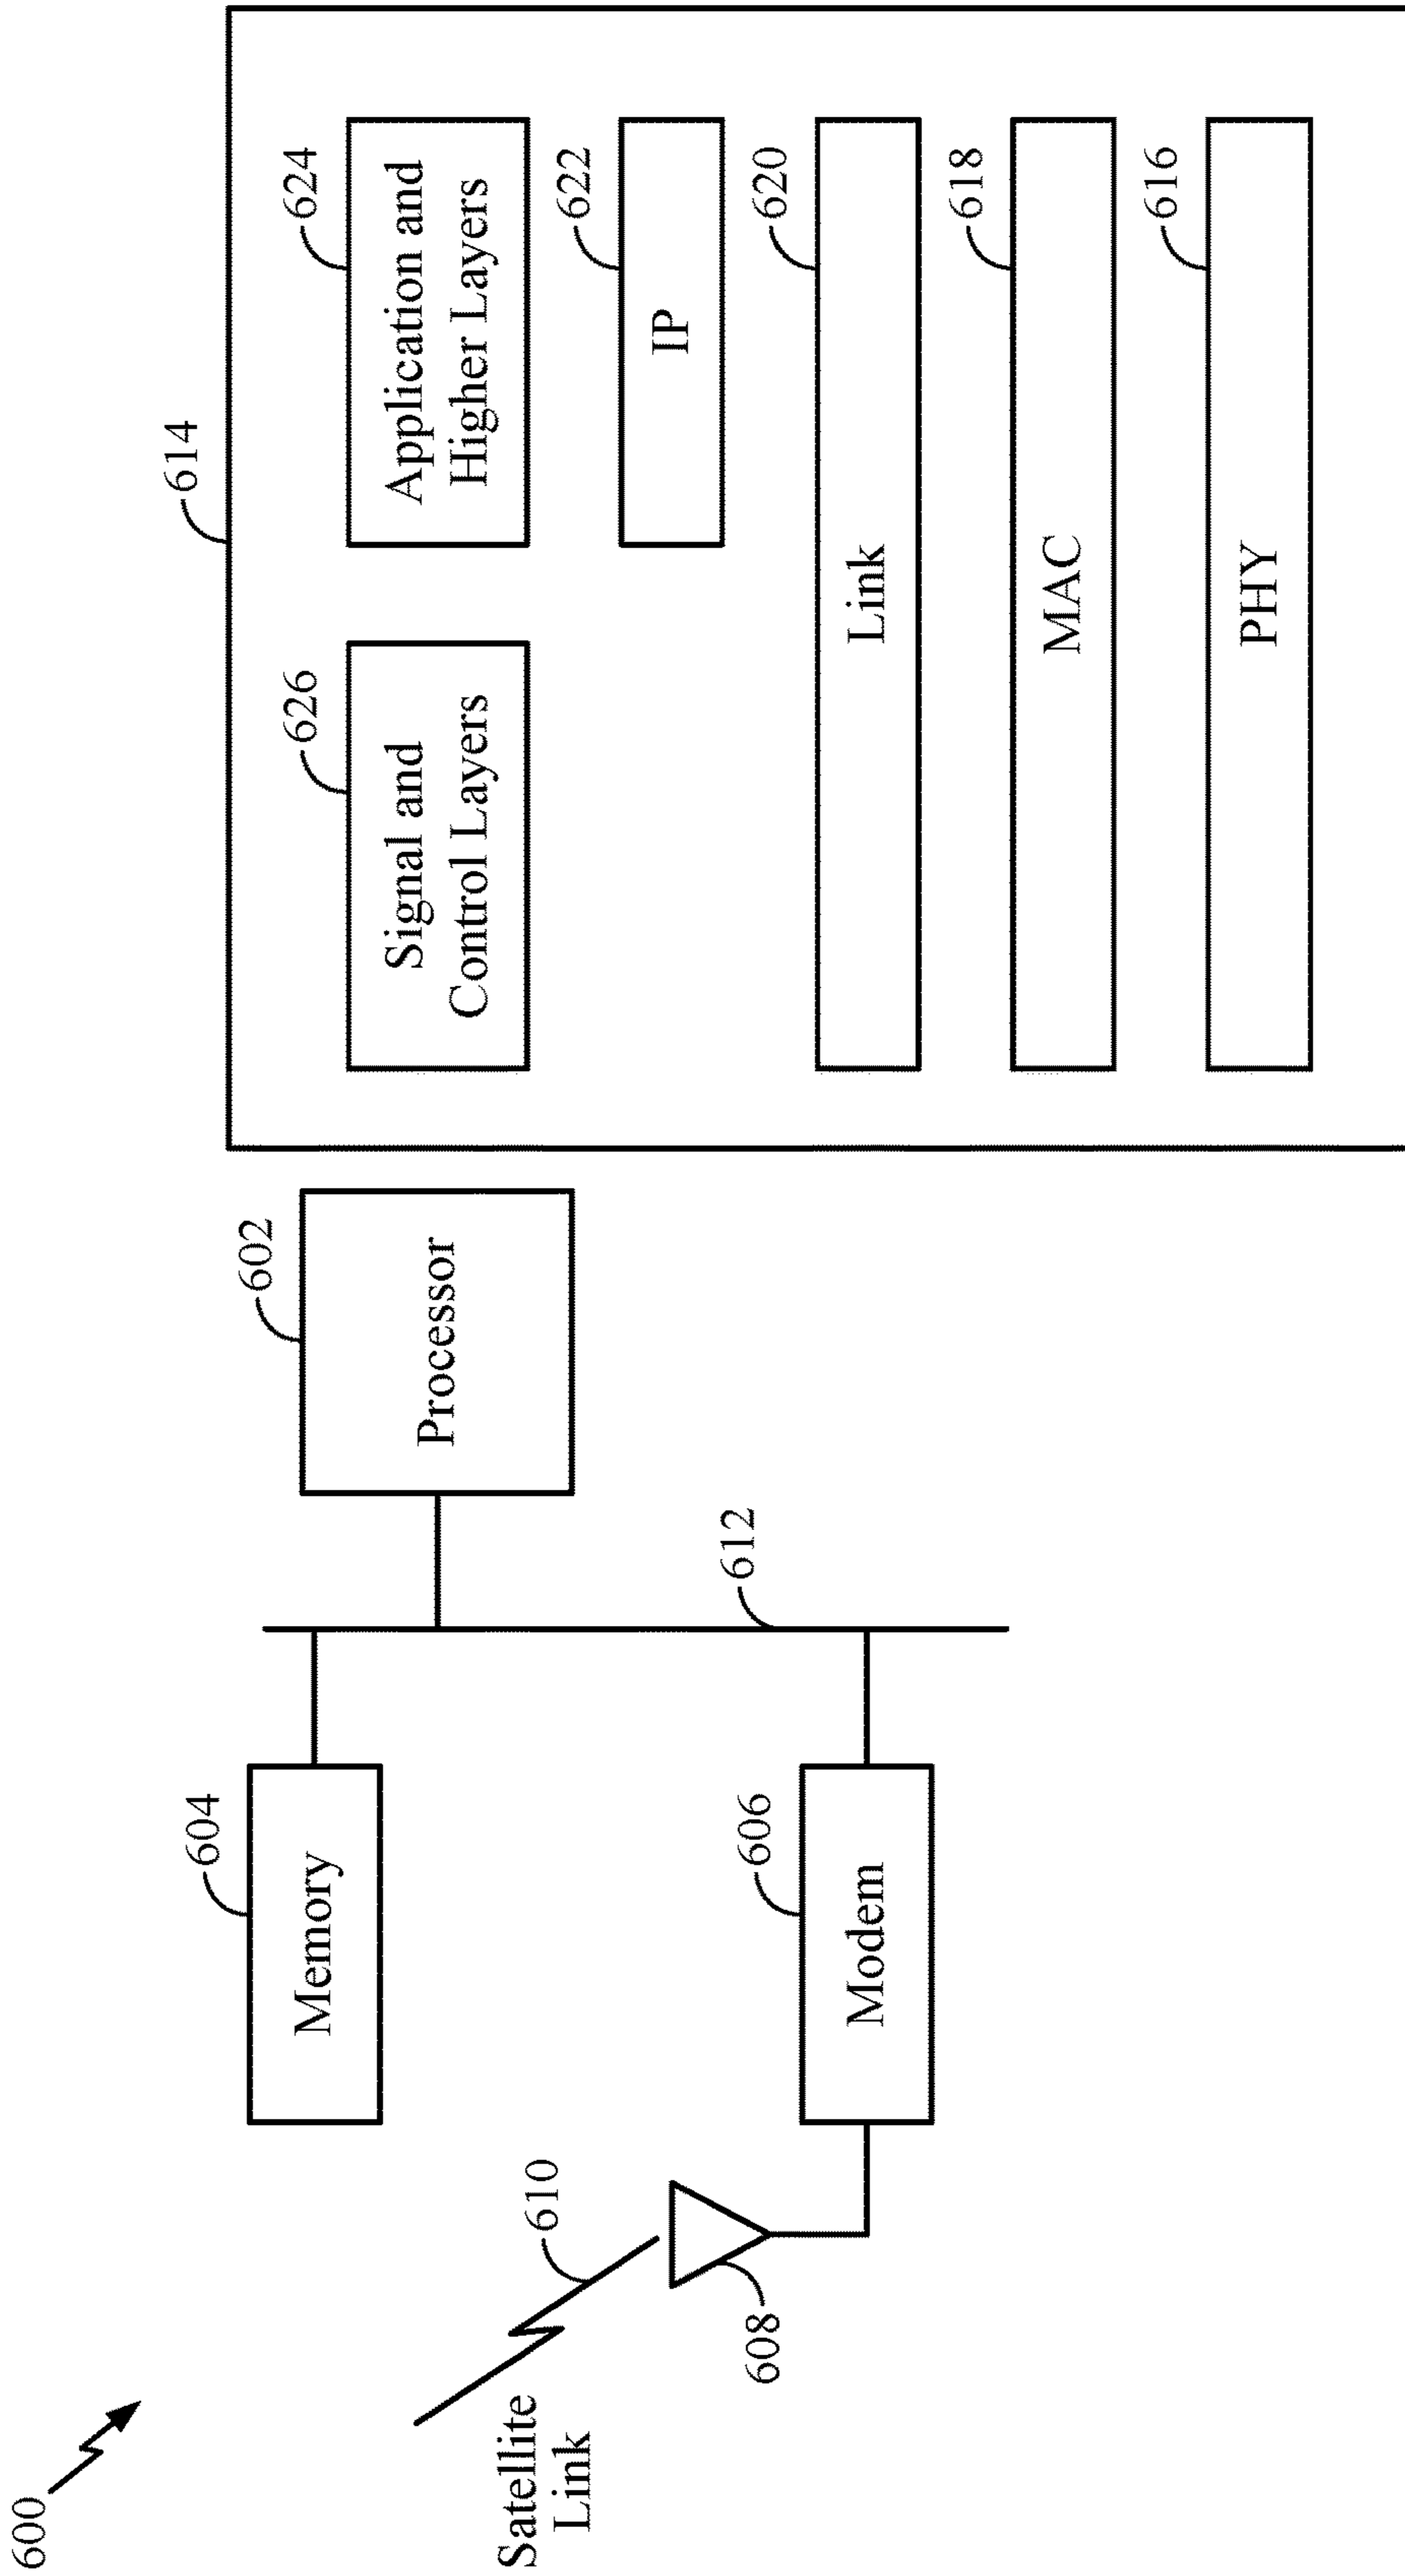 600
Satellite
Link
610
608
604
Memory
606
Modem
612
602
Processor
614
626
Signal and
Control Layers
624
Application and
Higher Layers
622
IP
620
Link
618
MAC
616
PHY